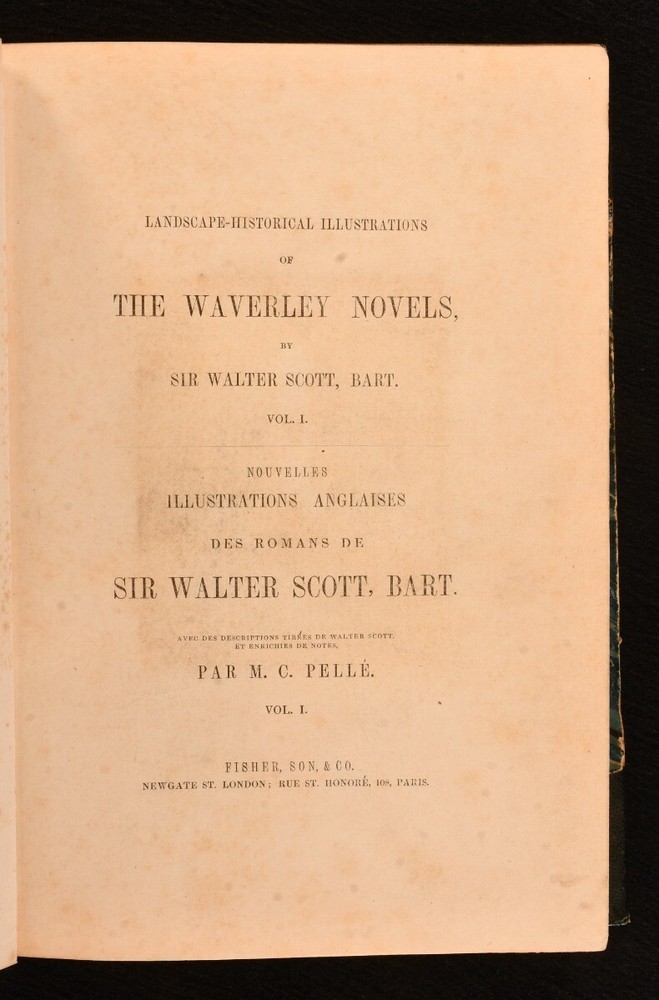 LANDSCAPE-HISTORICAL ILLUSTRATIONS
OF
THE WAVERLEY NOVELS,
BY
SIR WALTER SCOTT, BART.
VOL. I.
NOUVELLES
ILLUSTRATIONS ANGLAISES
DES ROMANS DE
SIR WALTER SCOTT, BART.
AVEC DES DESCRIPTIONS TIRÉES DE WALTER SCOTT,
ET ENRICHIES DE NOTES,
PAR M. C. PELLÉ.
VOL. I.
FISHER, SON, & CO.
NEWGATE ST. LONDON; RUE ST. HONORÉ, 108, PARIS.